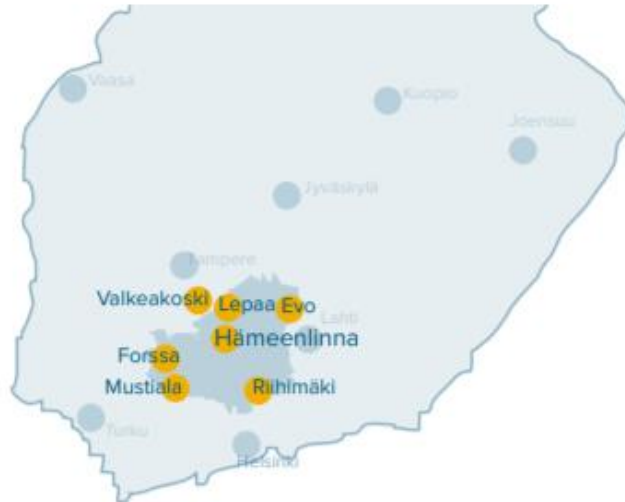 Vaasa
Kuopio
Joensuu
Jyväskylä
Tampere
Valkeakoski
Lepaa
Evo
Lahti
Hämeenlinna
Forssa
Mustiala
Riihimäki
Turku
Helsinki